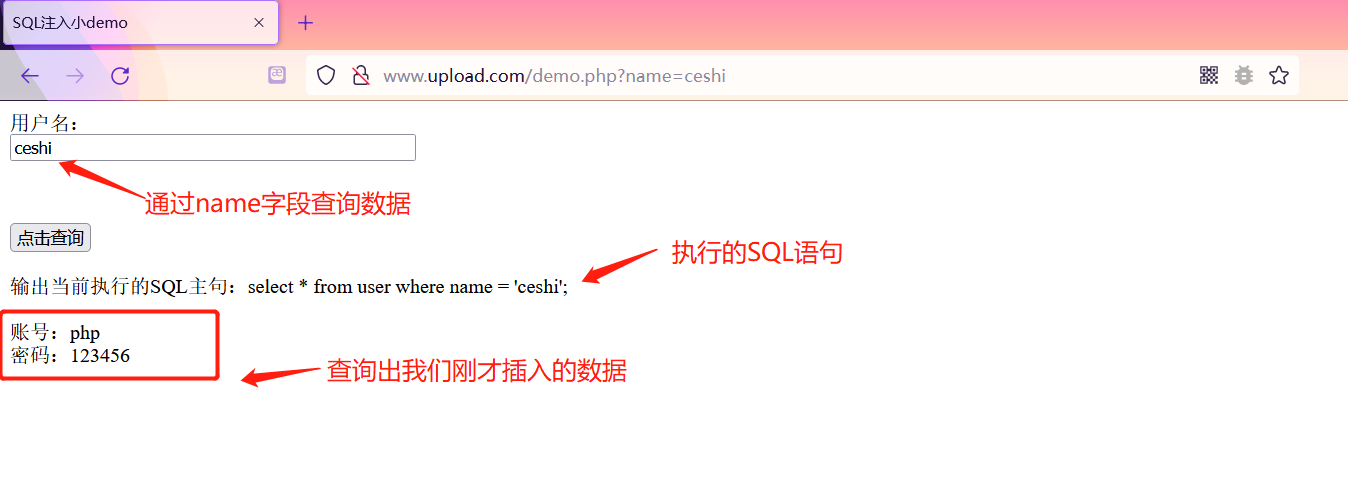 SQL注入小demo
www.upload.com/demo.php?name=ceshi
用户名：
ceshi
通过name字段查询数据
点击查询
执行的SQL语句
输出当前执行的SQL主句：select * from user where name = 'ceshi';
账号：php
密码：123456
查询出我们刚才插入的数据